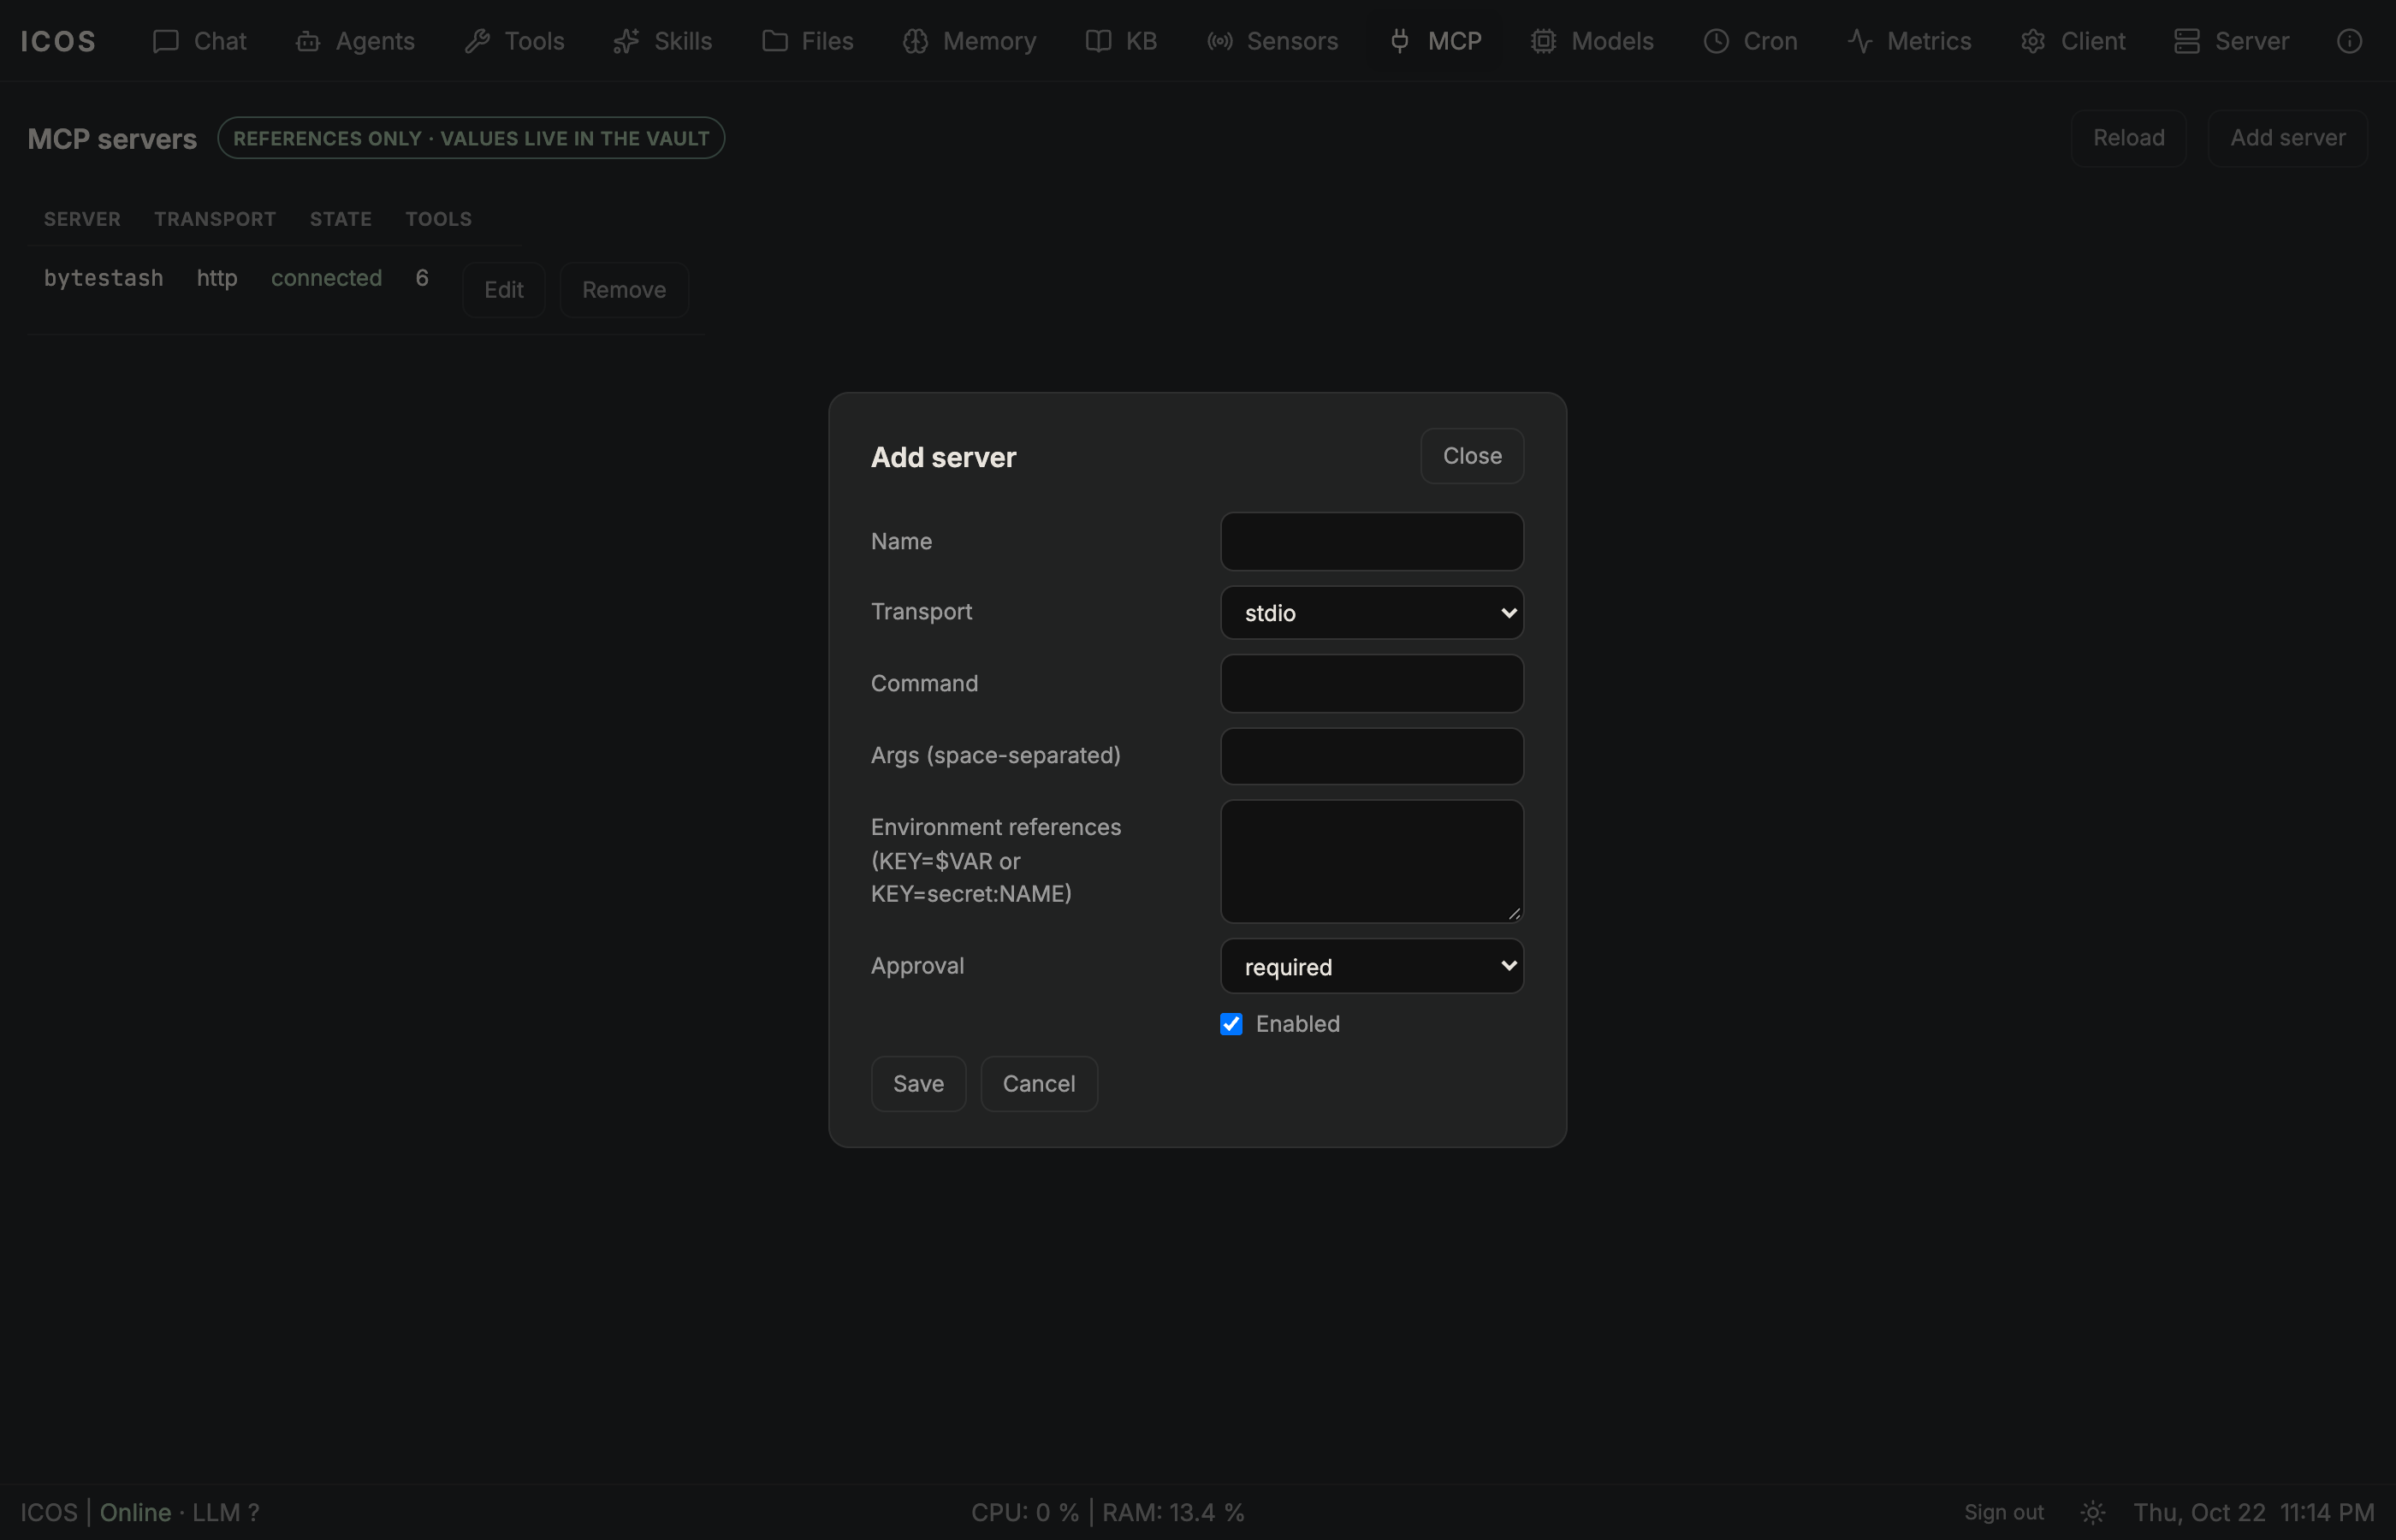 ICOS Chat Agents Tools Skills Files Memory KB Sensors MCP Models Cron Metrics Client Server
MCP servers REFERENCES ONLY · VALUES LIVE IN THE VAULT Reload Add server
SERVER TRANSPORT STATE TOOLS
bytestash http connected 6 Edit Remove
Add server Close
Name
Transport stdio
Command
Args (space-separated)
Environment references
(KEY=$VAR or
KEY=secret:NAME)
Approval required
Enabled
Save Cancel
ICOS | Online · LLM ? CPU: 0 % | RAM: 13.4 % Sign out Thu, Oct 22 11:14 PM